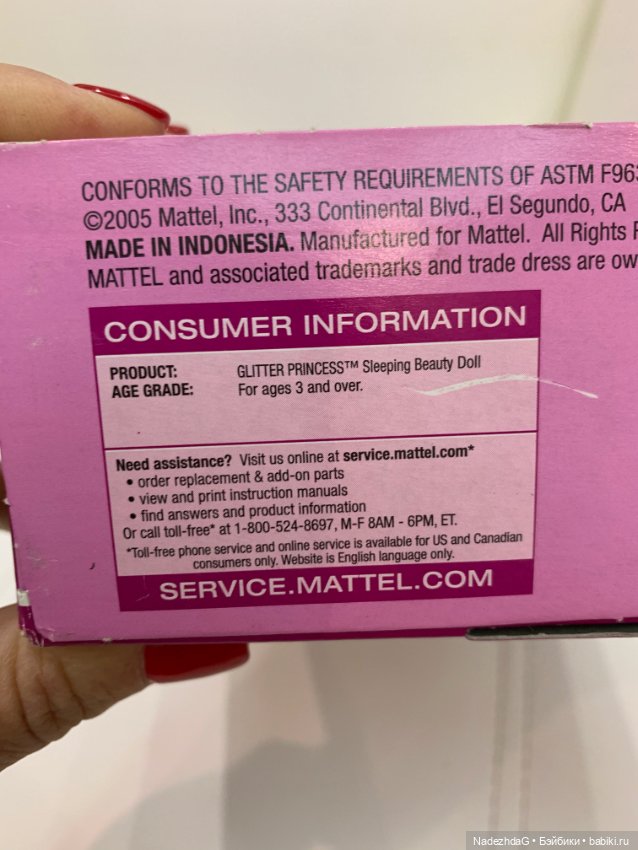 CONFORMS TO THE SAFETY REQUIREMENTS OF ASTM F963
©2005 Mattel, Inc., 333 Continental Blvd., El Segundo, CA
MADE IN INDONESIA. Manufactured for Mattel. All Rights
MATTEL and associated trademarks and trade dress are ow
CONSUMER INFORMATION
PRODUCT: GLITTER PRINCESS™ Sleeping Beauty Doll
AGE GRADE: For ages 3 and over.
Need assistance? Visit us online at service.mattel.com*
• order replacement & add-on parts
• view and print instruction manuals
• find answers and product information
Or call toll-free* at 1-800-524-8697, M-F 8AM - 6PM, ET.
*Toll-free phone service and online service is available for US and Canadian
consumers only. Website is English language only.
SERVICE.MATTEL.COM
NadezhdaG • Бэйбики • babiki.ru